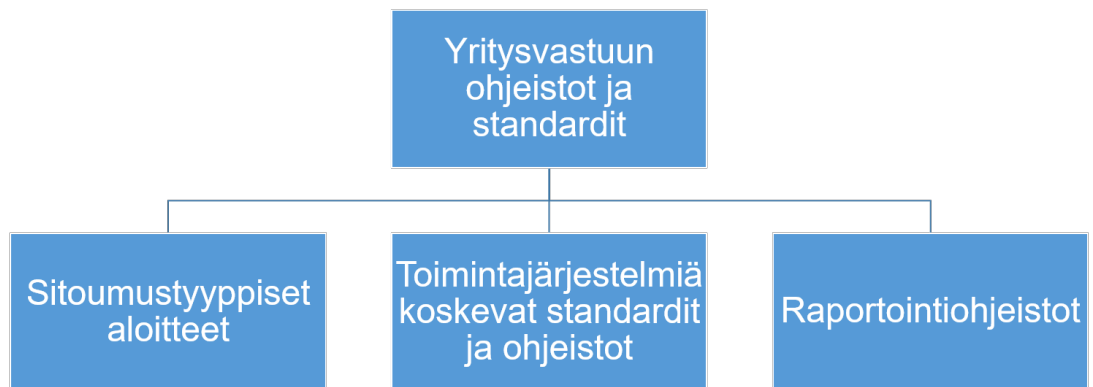 Yritysvastuun
ohjeistot ja
standardit
Sitoumustyyppiset
aloitteet
Toimintajärjestelmiä
koskevat standardit
ja ohjeistot
Raportointiohjeistot